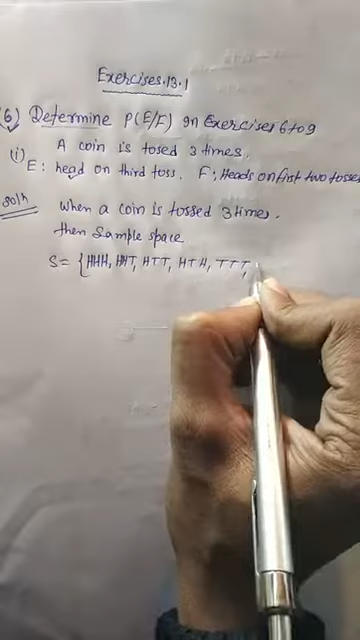 Exercises.13.1
(6) Determine P(E/F) in Exercises 6 to 9
(i) A coin is tosed 3 times.
E: head on third toss. F: Heads on first two tosses
Soln When a coin is tossed 3 times.
then Sample space
S = {HHH, HHT, HTT, HTH, TTT,